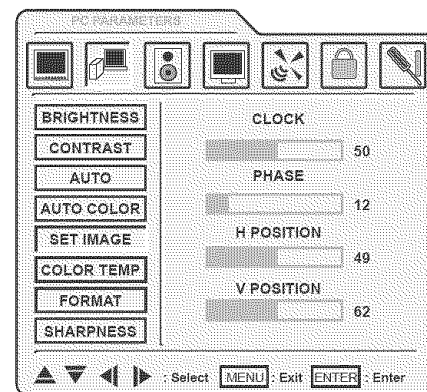 PC PARAMETERS
BRIGHTNESS
CONTRAST
AUTO
AUTO COLOR
SET IMAGE
COLOR TEMP
FORMAT
SHARPNESS
CLOCK
50
PHASE
12
H POSITION
49
V POSITION
62
: Select MENU : Exit ENTER : Enter